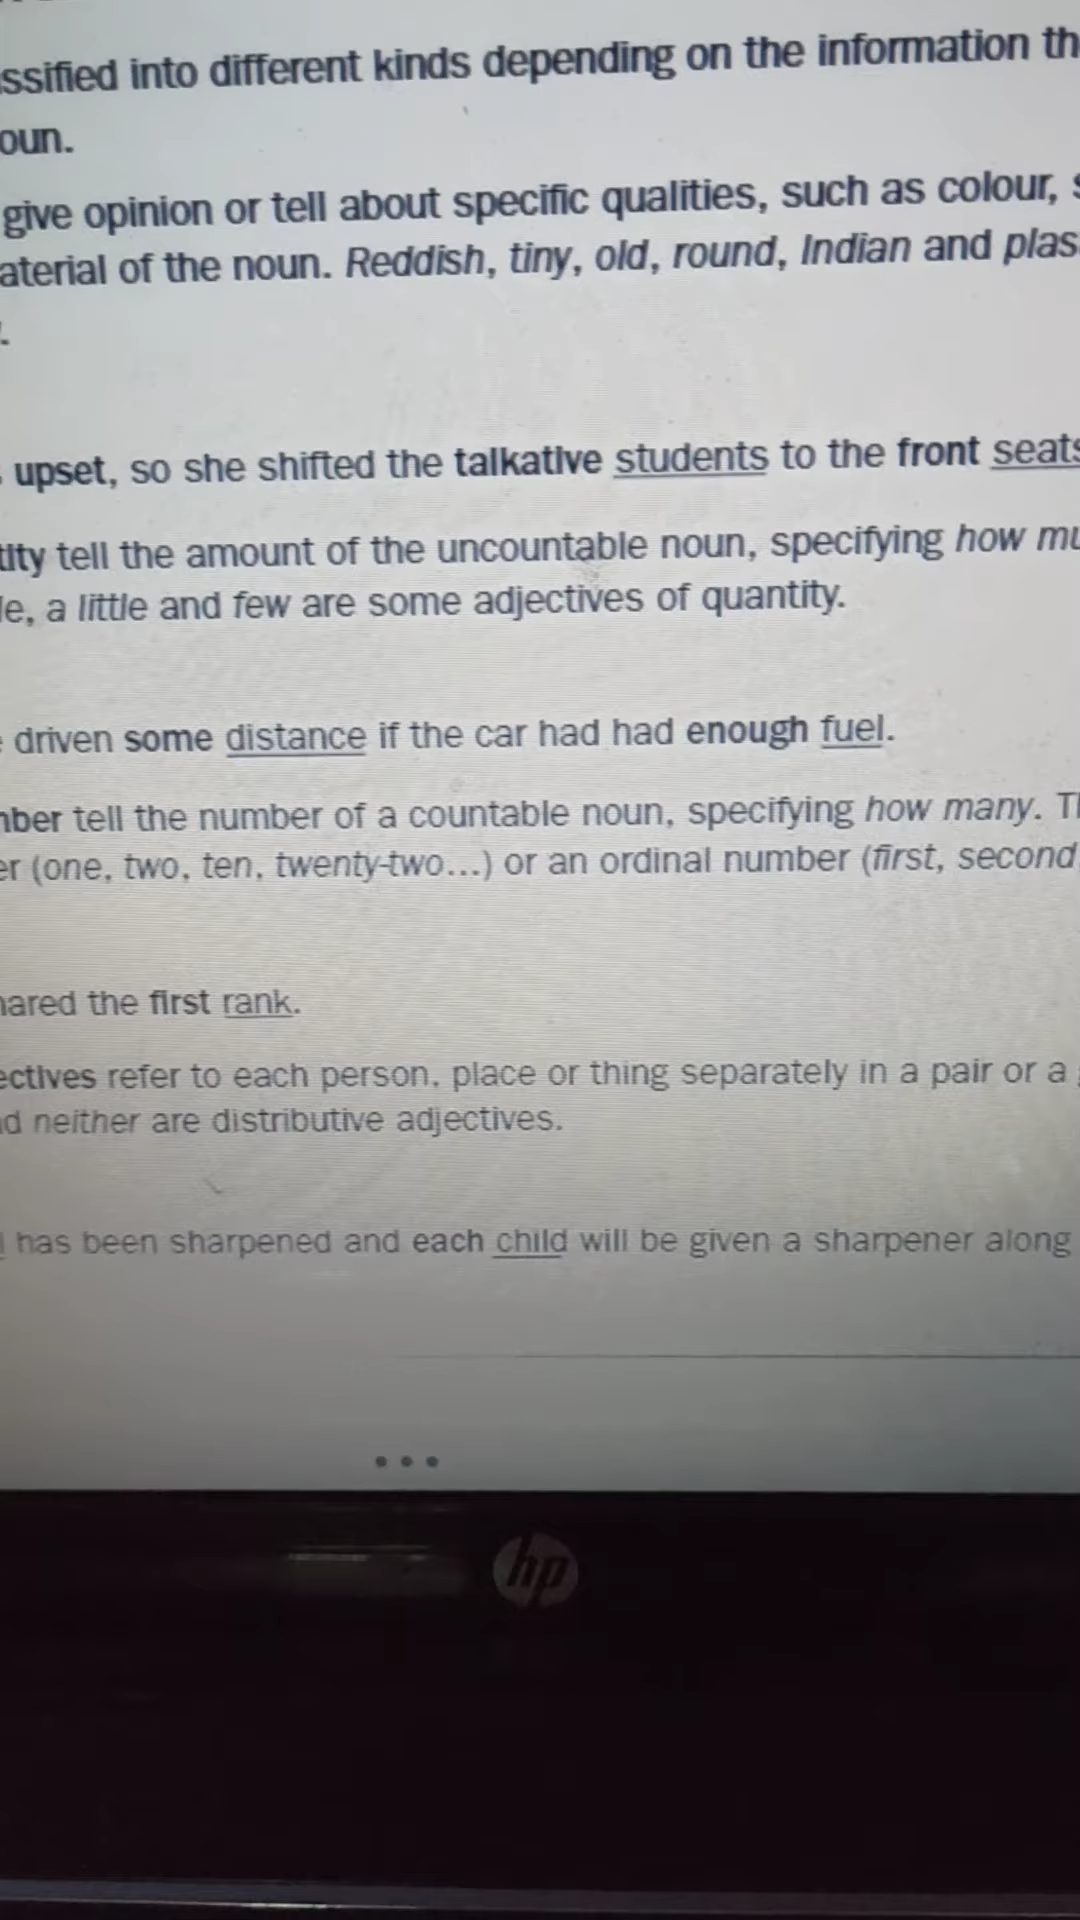 ssified into different kinds depending on the information th
oun.
give opinion or tell about specific qualities, such as colour, s
aterial of the noun. Reddish, tiny, old, round, Indian and plas
upset, so she shifted the talkative students to the front seats
tity tell the amount of the uncountable noun, specifying how mu
le, a little and few are some adjectives of quantity.
driven some distance if the car had had enough fuel.
nber tell the number of a countable noun, specifying how many. Th
er (one, two, ten, twenty-two...) or an ordinal number (first, second,
hared the first rank.
ectives refer to each person, place or thing separately in a pair or a
nd neither are distributive adjectives.
has been sharpened and each child will be given a sharpener along
hp